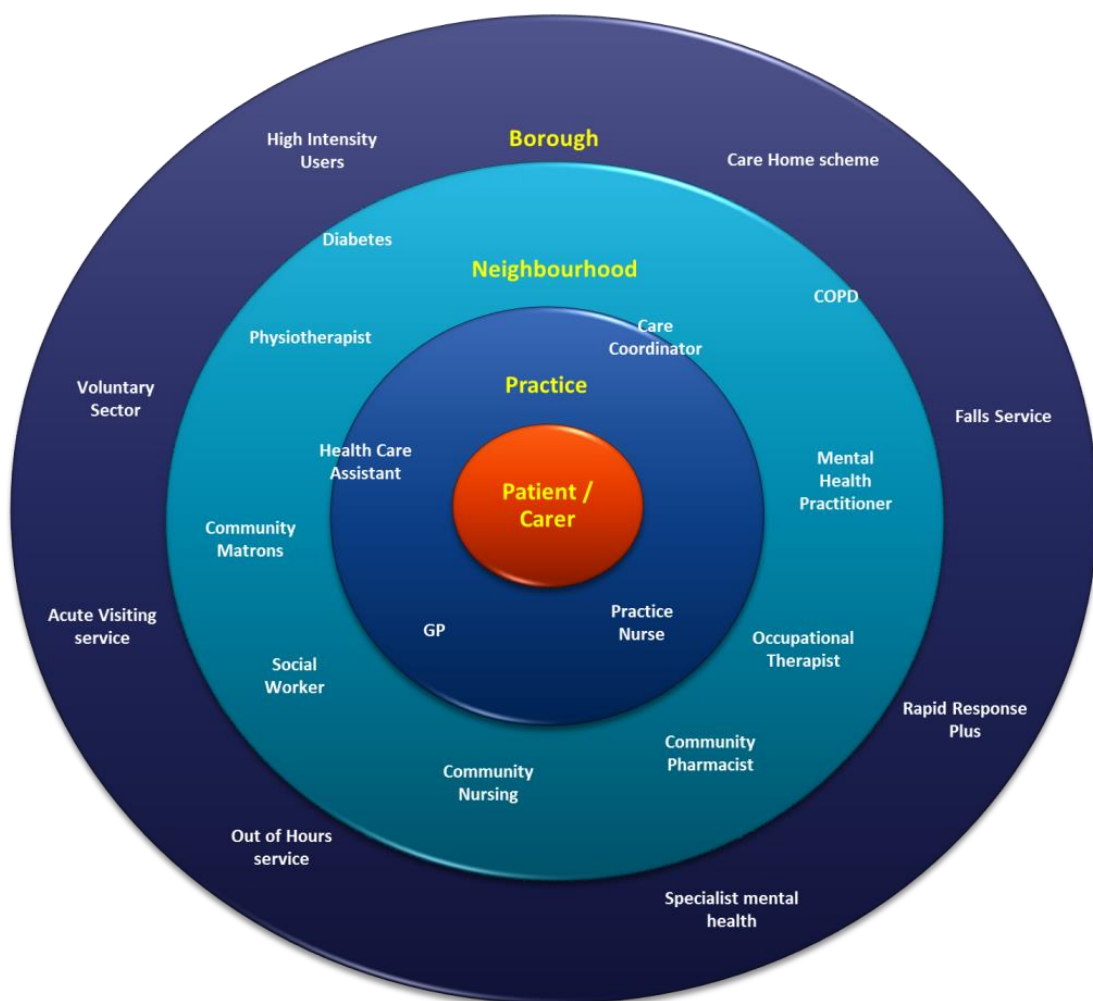 High Intensity
Users
Borough
Care Home scheme
Diabetes
Neighbourhood
COPD
Physiotherapist
Care
Coordinator
Voluntary
Sector
Practice
Falls Service
Health Care
Assistant
Mental
Health
Practitioner
Patient /
Carer
Community
Matrons
Acute Visiting
service
GP
Practice
Nurse
Occupational
Therapist
Social
Worker
Rapid Response
Plus
Community
Pharmacist
Community
Nursing
Out of Hours
service
Specialist mental
health